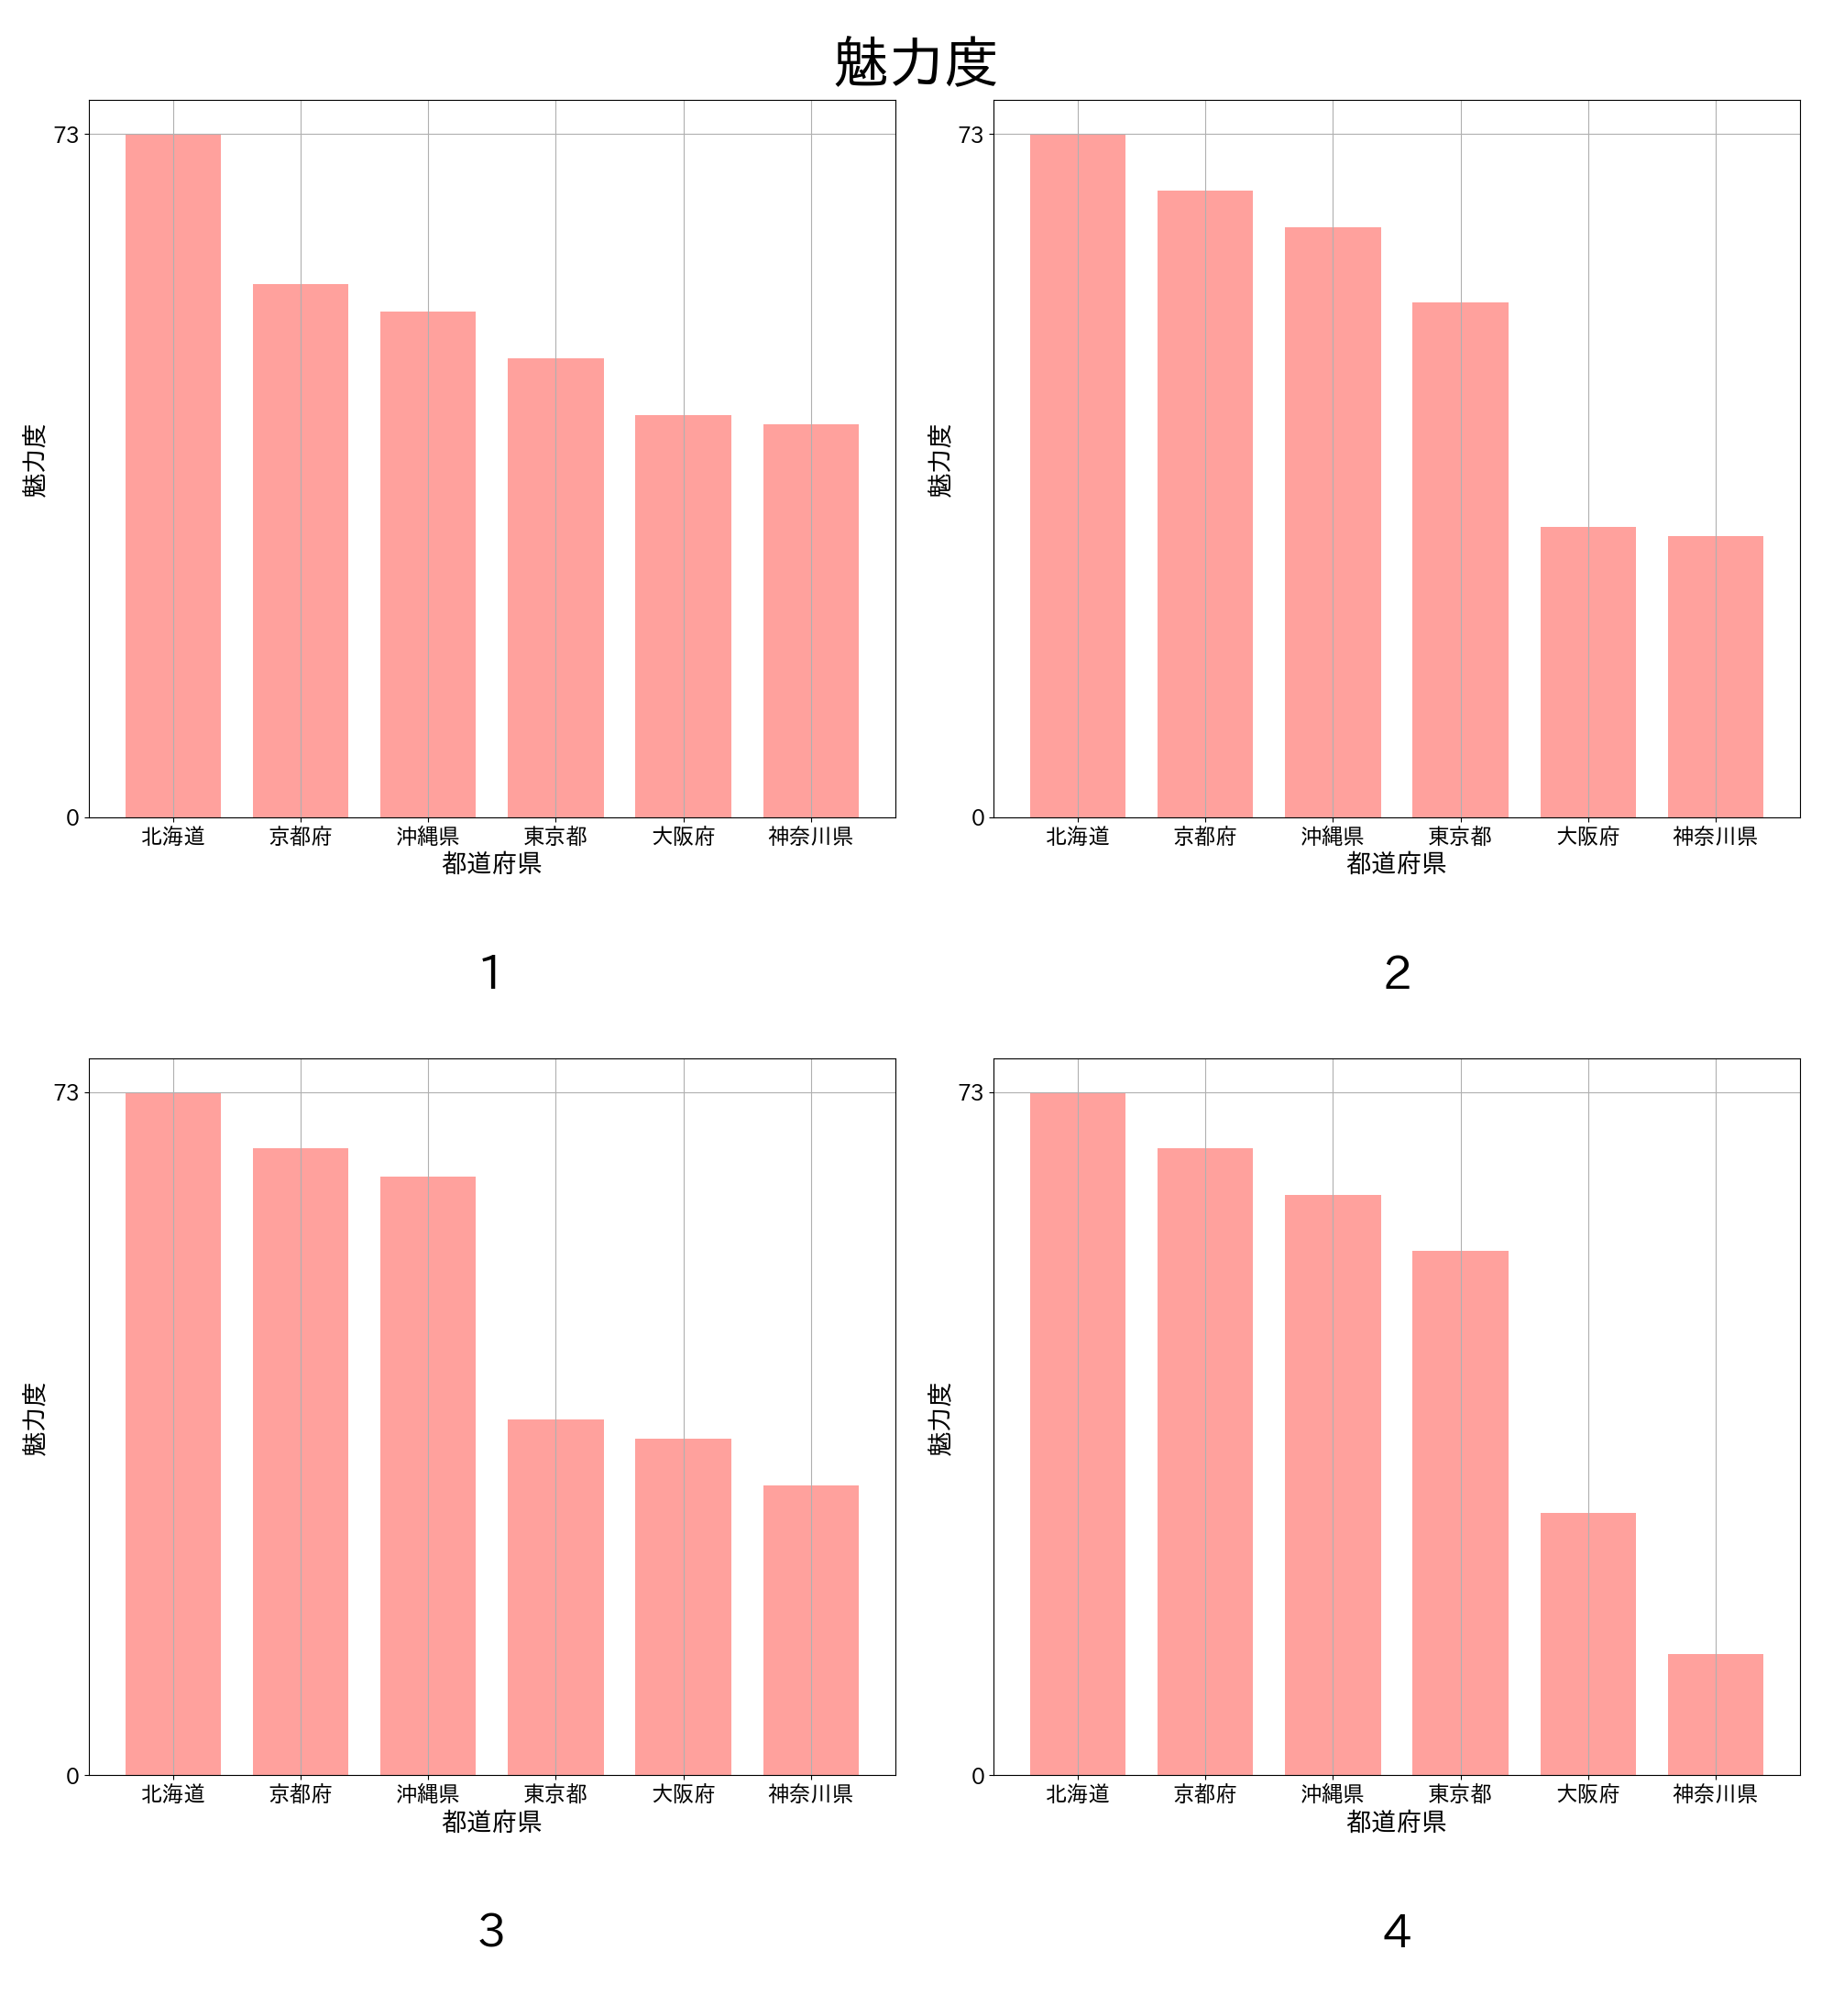 魅力度
73
0
魅力度
北海道 京都府 沖縄県 東京都 大阪府 神奈川県
都道府県
1
73
0
魅力度
北海道 京都府 沖縄県 東京都 大阪府 神奈川県
都道府県
2
73
0
魅力度
北海道 京都府 沖縄県 東京都 大阪府 神奈川県
都道府県
3
73
0
魅力度
北海道 京都府 沖縄県 東京都 大阪府 神奈川県
都道府県
4